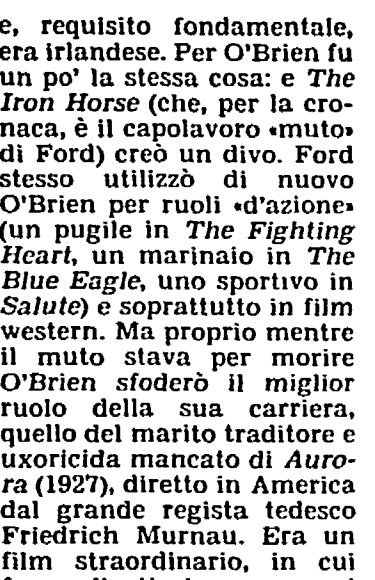 e, requisito fondamentale,
era irlandese. Per O'Brien fu
un po' la stessa cosa: e The
Iron Horse (che, per la cro-
naca, è il capolavoro «muto»
di Ford) creò un divo. Ford
stesso utilizzò di nuovo
O'Brien per ruoli «d'azione»
(un pugile in The Fighting
Heart, un marinaio in The
Blue Eagle, uno sportivo in
Salute) e soprattutto in film
western. Ma proprio mentre
il muto stava per morire
O'Brien sfoderò il miglior
ruolo della sua carriera,
quello del marito traditore e
uxoricida mancato di Auro-
ra (1927), diretto in America
dal grande regista tedesco
Friedrich Murnau. Era un
film straordinario, in cui